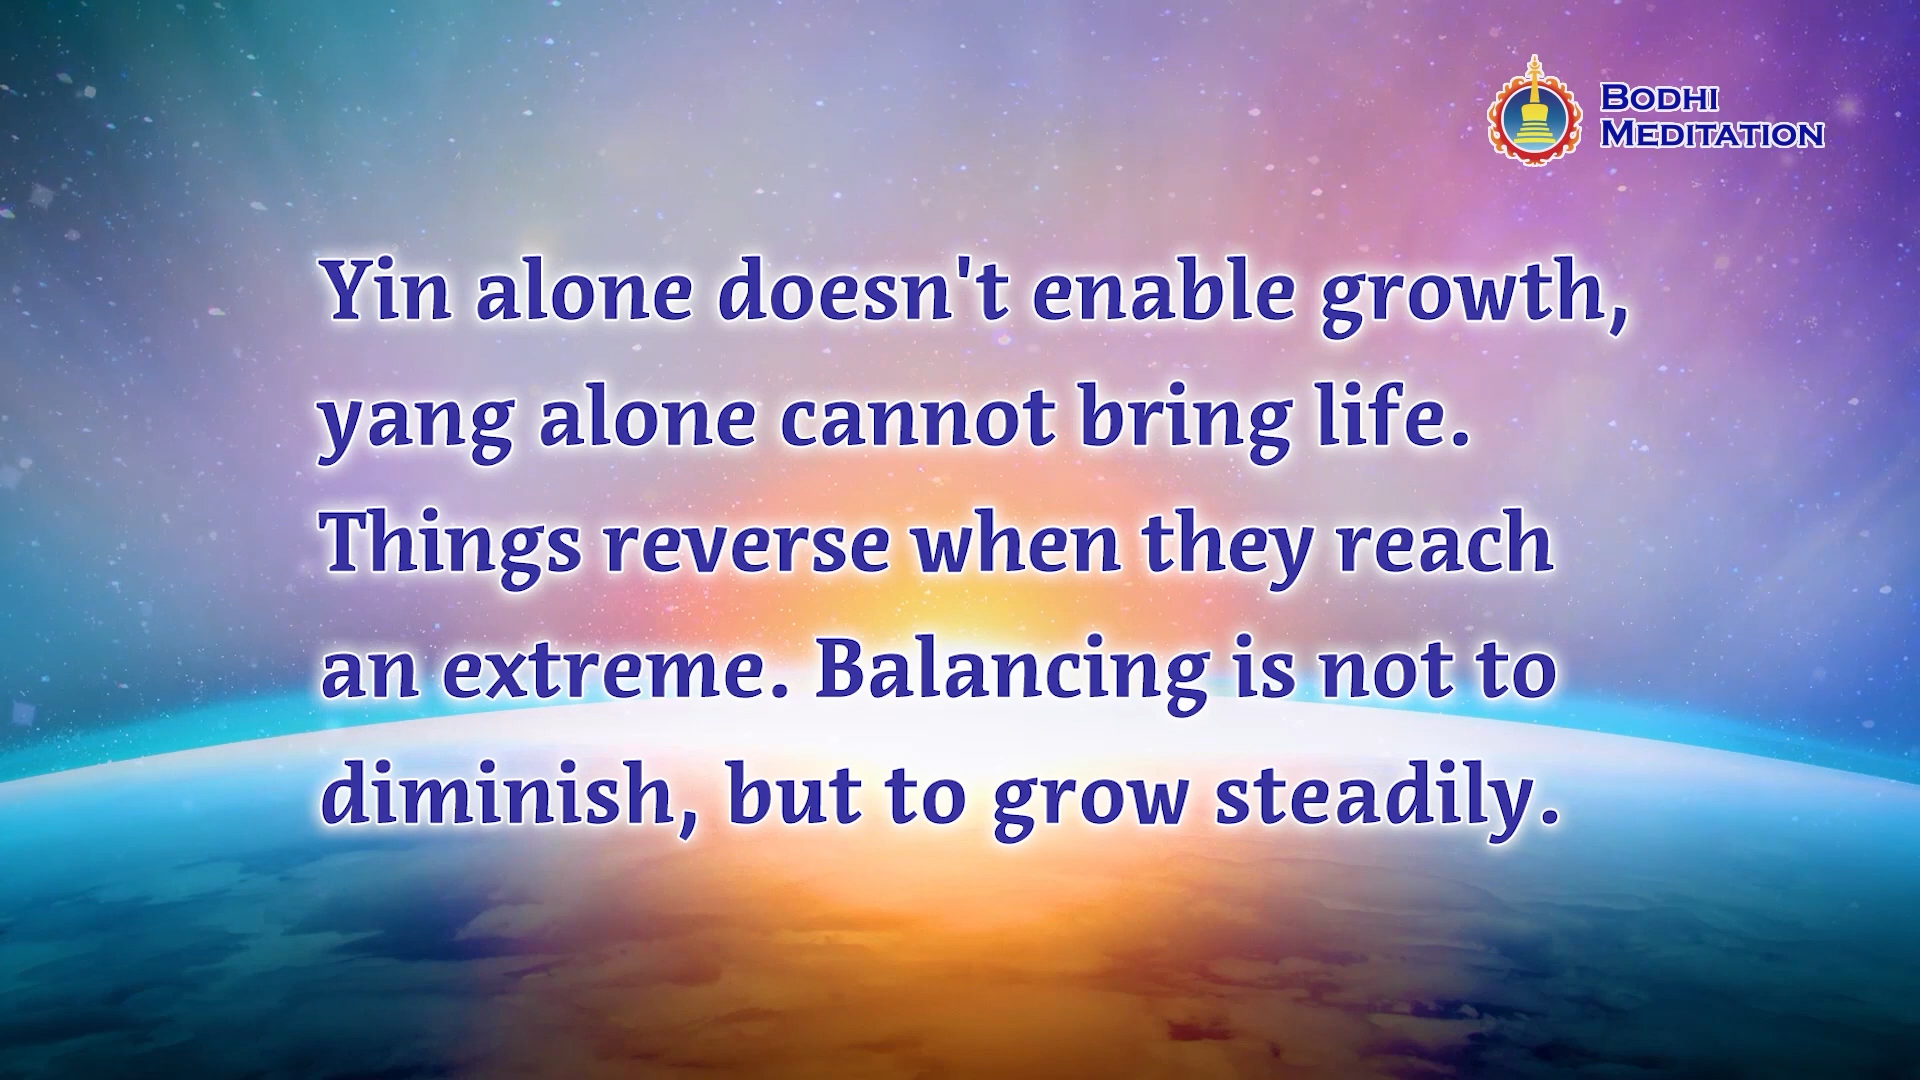 BODHI
MEDITATION
Yin alone doesn't enable growth,
yang alone cannot bring life.
Things reverse when they reach
an extreme. Balancing is not to
diminish, but to grow steadily.